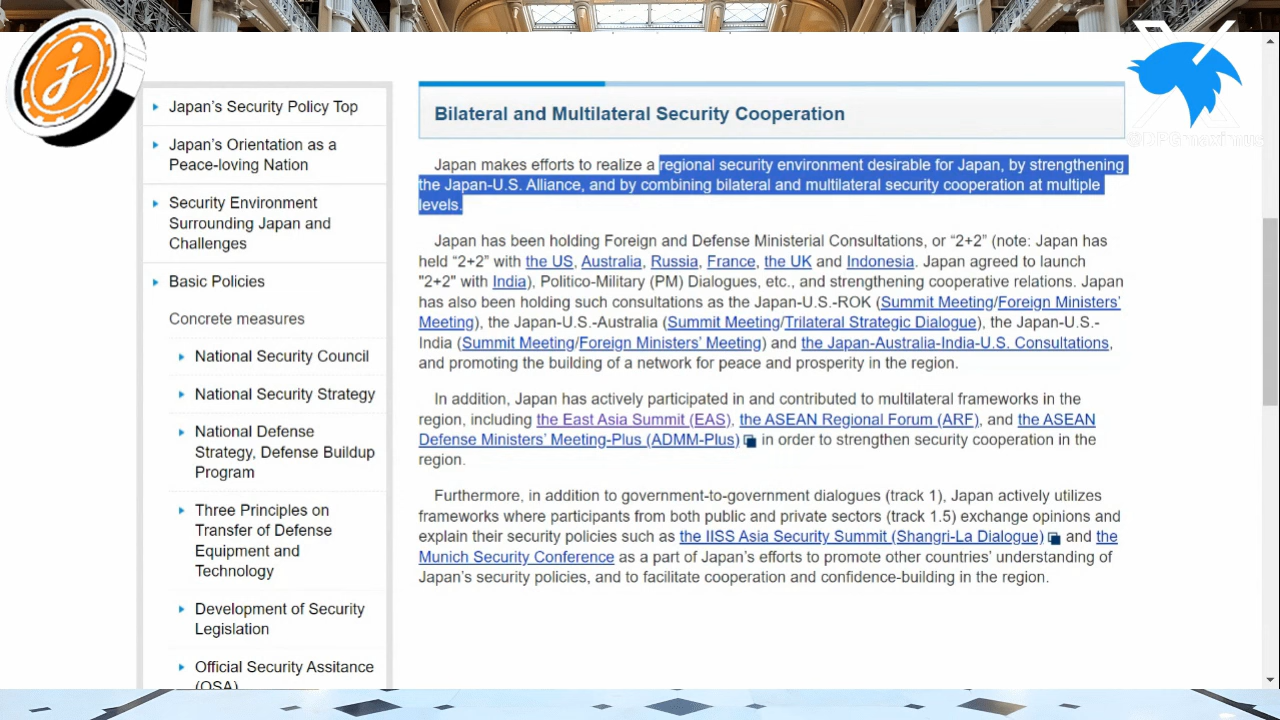 j
@DPGmaximus
Japan's Security Policy Top
Japan's Orientation as a
Peace-loving Nation
Security Environment
Surrounding Japan and
Challenges
Basic Policies
Concrete measures
National Security Council
National Security Strategy
National Defense
Strategy, Defense Buildup
Program
Three Principles on
Transfer of Defense
Equipment and
Technology
Development of Security
Legislation
Official Security Assitance
(OSA)
Bilateral and Multilateral Security Cooperation
Japan makes efforts to realize a regional security environment desirable for Japan, by strengthening
the Japan-U.S. Alliance, and by combining bilateral and multilateral security cooperation at multiple
levels.
Japan has been holding Foreign and Defense Ministerial Consultations, or “2+2” (note: Japan has
held “2+2” with the US, Australia, Russia, France, the UK and Indonesia. Japan agreed to launch
"2+2" with India), Politico-Military (PM) Dialogues, etc., and strengthening cooperative relations. Japan
has also been holding such consultations as the Japan-U.S.-ROK (Summit Meeting/Foreign Ministers’
Meeting), the Japan-U.S.-Australia (Summit Meeting/Trilateral Strategic Dialogue), the Japan-U.S.-
India (Summit Meeting/Foreign Ministers’ Meeting) and the Japan-Australia-India-U.S. Consultations,
and promoting the building of a network for peace and prosperity in the region.
In addition, Japan has actively participated in and contributed to multilateral frameworks in the
region, including the East Asia Summit (EAS), the ASEAN Regional Forum (ARF), and the ASEAN
Defense Ministers’ Meeting-Plus (ADMM-Plus) in order to strengthen security cooperation in the
region.
Furthermore, in addition to government-to-government dialogues (track 1), Japan actively utilizes
frameworks where participants from both public and private sectors (track 1.5) exchange opinions and
explain their security policies such as the IISS Asia Security Summit (Shangri-La Dialogue) and the
Munich Security Conference as a part of Japan’s efforts to promote other countries’ understanding of
Japan’s security policies, and to facilitate cooperation and confidence-building in the region.